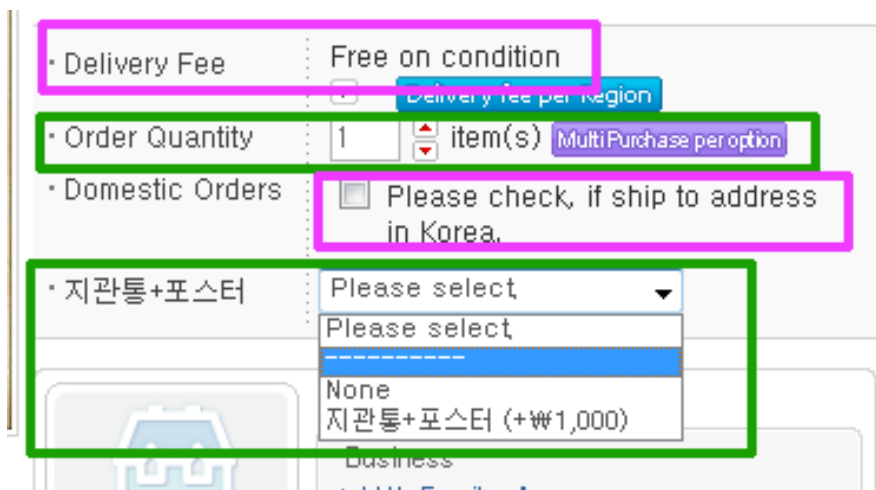 · Delivery Fee
Free on condition
Delivery fee per Region
· Order Quantity
1 item(s) MultiPurchase per option
· Domestic Orders
Please check, if ship to address
in Korea.
· 지관통+포스터
Please select,
Please select,
----------
None
지관통+포스터 (+₩1,000)
Business